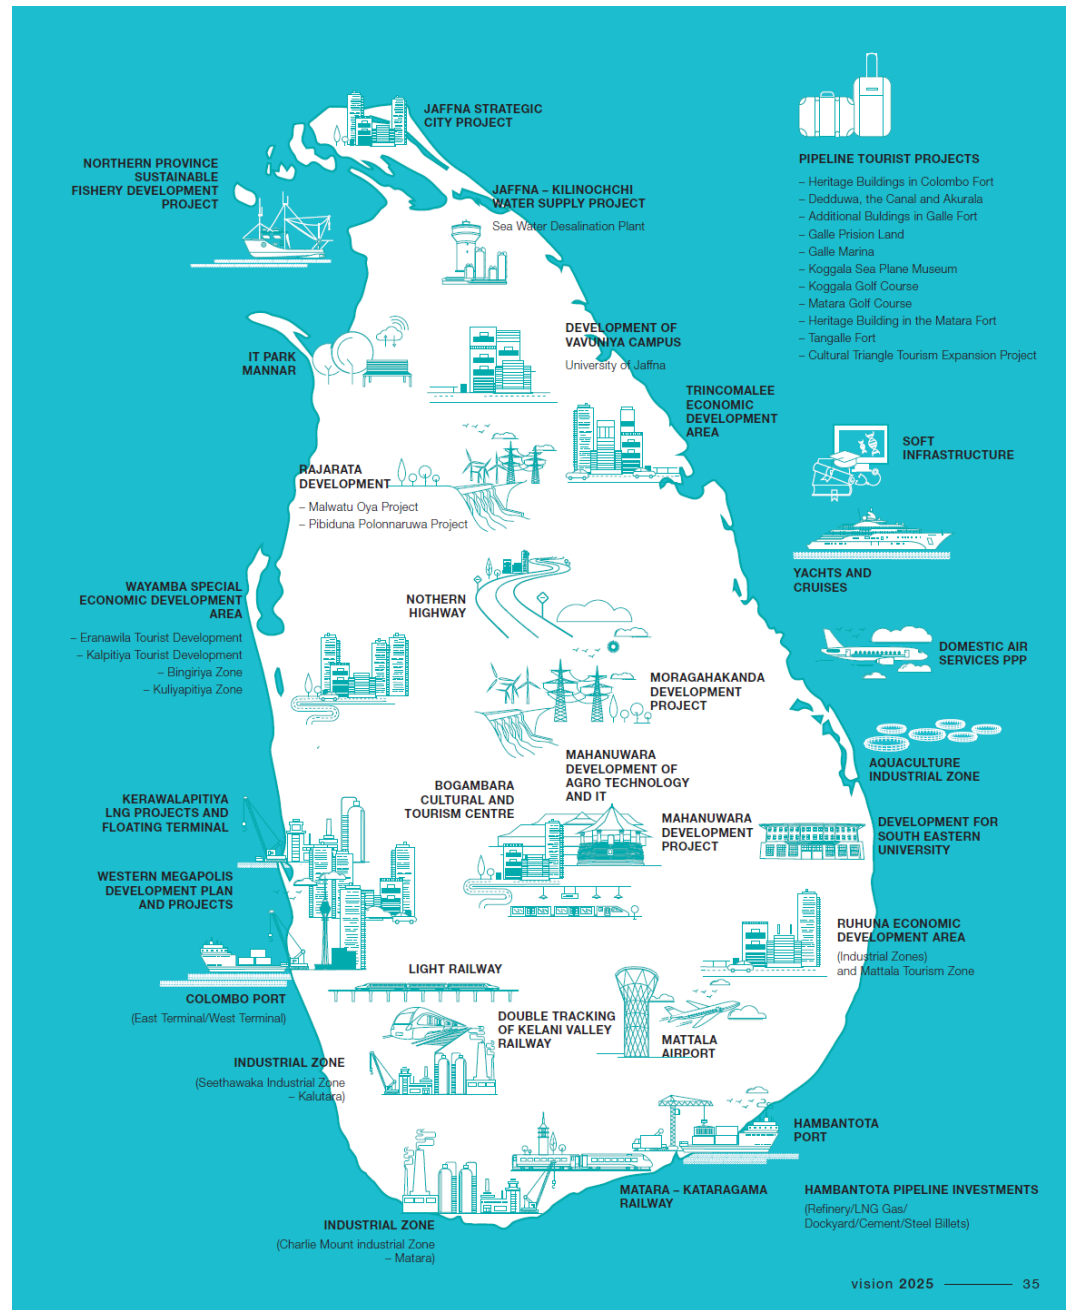 JAFFNA STRATEGIC
CITY PROJECT
NORTHERN PROVINCE
SUSTAINABLE
FISHERY DEVELOPMENT
PROJECT
JAFFNA – KILINOCHCHI
WATER SUPPLY PROJECT
Sea Water Desalination Plant
PIPELINE TOURIST PROJECTS
– Heritage Buildings in Colombo Fort
– Dedduwa, the Canal and Akurala
– Additional Buldings in Galle Fort
– Galle Prision Land
– Galle Marina
– Koggala Sea Plane Museum
– Koggala Golf Course
– Matara Golf Course
– Heritage Building in the Matara Fort
– Tangalle Fort
– Cultural Triangle Tourism Expansion Project
IT PARK
MANNAR
DEVELOPMENT OF
VAVUNIYA CAMPUS
University of Jaffna
TRINCOMALEE
ECONOMIC
DEVELOPMENT
AREA
SOFT
INFRASTRUCTURE
RAJARATA
DEVELOPMENT
– Malwatu Oya Project
– Pibiduna Polonnaruwa Project
YACHTS AND
CRUISES
WAYAMBA SPECIAL
ECONOMIC DEVELOPMENT
AREA
– Eranawila Tourist Development
– Kalpitiya Tourist Development
– Bingiriya Zone
– Kuliyapitiya Zone
NOTHERN
HIGHWAY
DOMESTIC AIR
SERVICES PPP
MORAGAHAKANDA
DEVELOPMENT
PROJECT
AQUACULTURE
INDUSTRIAL ZONE
MAHANUWARA
DEVELOPMENT OF
AGRO TECHNOLOGY
AND IT
BOGAMBARA
CULTURAL AND
TOURISM CENTRE
KERAWALAPITIYA
LNG PROJECTS AND
FLOATING TERMINAL
MAHANUWARA
DEVELOPMENT
PROJECT
DEVELOPMENT FOR
SOUTH EASTERN
UNIVERSITY
WESTERN MEGAPOLIS
DEVELOPMENT PLAN
AND PROJECTS
RUHUNA ECONOMIC
DEVELOPMENT AREA
(Industrial Zones)
and Mattala Tourism Zone
LIGHT RAILWAY
COLOMBO PORT
(East Terminal/West Terminal)
DOUBLE TRACKING
OF KELANI VALLEY
RAILWAY
MATTALA
AIRPORT
INDUSTRIAL ZONE
(Seethawaka Industrial Zone
– Kalutara)
HAMBANTOTA
PORT
MATARA – KATARAGAMA
RAILWAY
HAMBANTOTA PIPELINE INVESTMENTS
(Refinery/LNG Gas/
Dockyard/Cement/Steel Billets)
INDUSTRIAL ZONE
(Charlie Mount industrial Zone
– Matara)
vision 2025 35